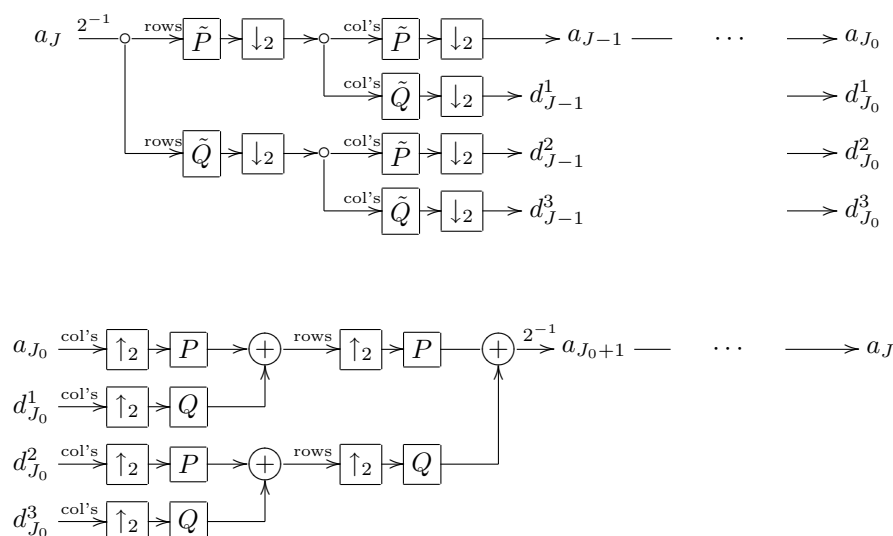 a_J 2^{-1} rows P̃ ↓2 col's P̃ ↓2 a_{J−1} ⋯ a_{J_0}
col's Q̃ ↓2 d^1_{J−1} d^1_{J_0}
rows Q̃ ↓2 col's P̃ ↓2 d^2_{J−1} d^2_{J_0}
col's Q̃ ↓2 d^3_{J−1} d^3_{J_0}
a_{J_0} col's ↑2 P + rows ↑2 P + 2^{-1} a_{J_0+1} ⋯ a_J
d^1_{J_0} col's ↑2 Q
d^2_{J_0} col's ↑2 P + rows ↑2 Q
d^3_{J_0} col's ↑2 Q